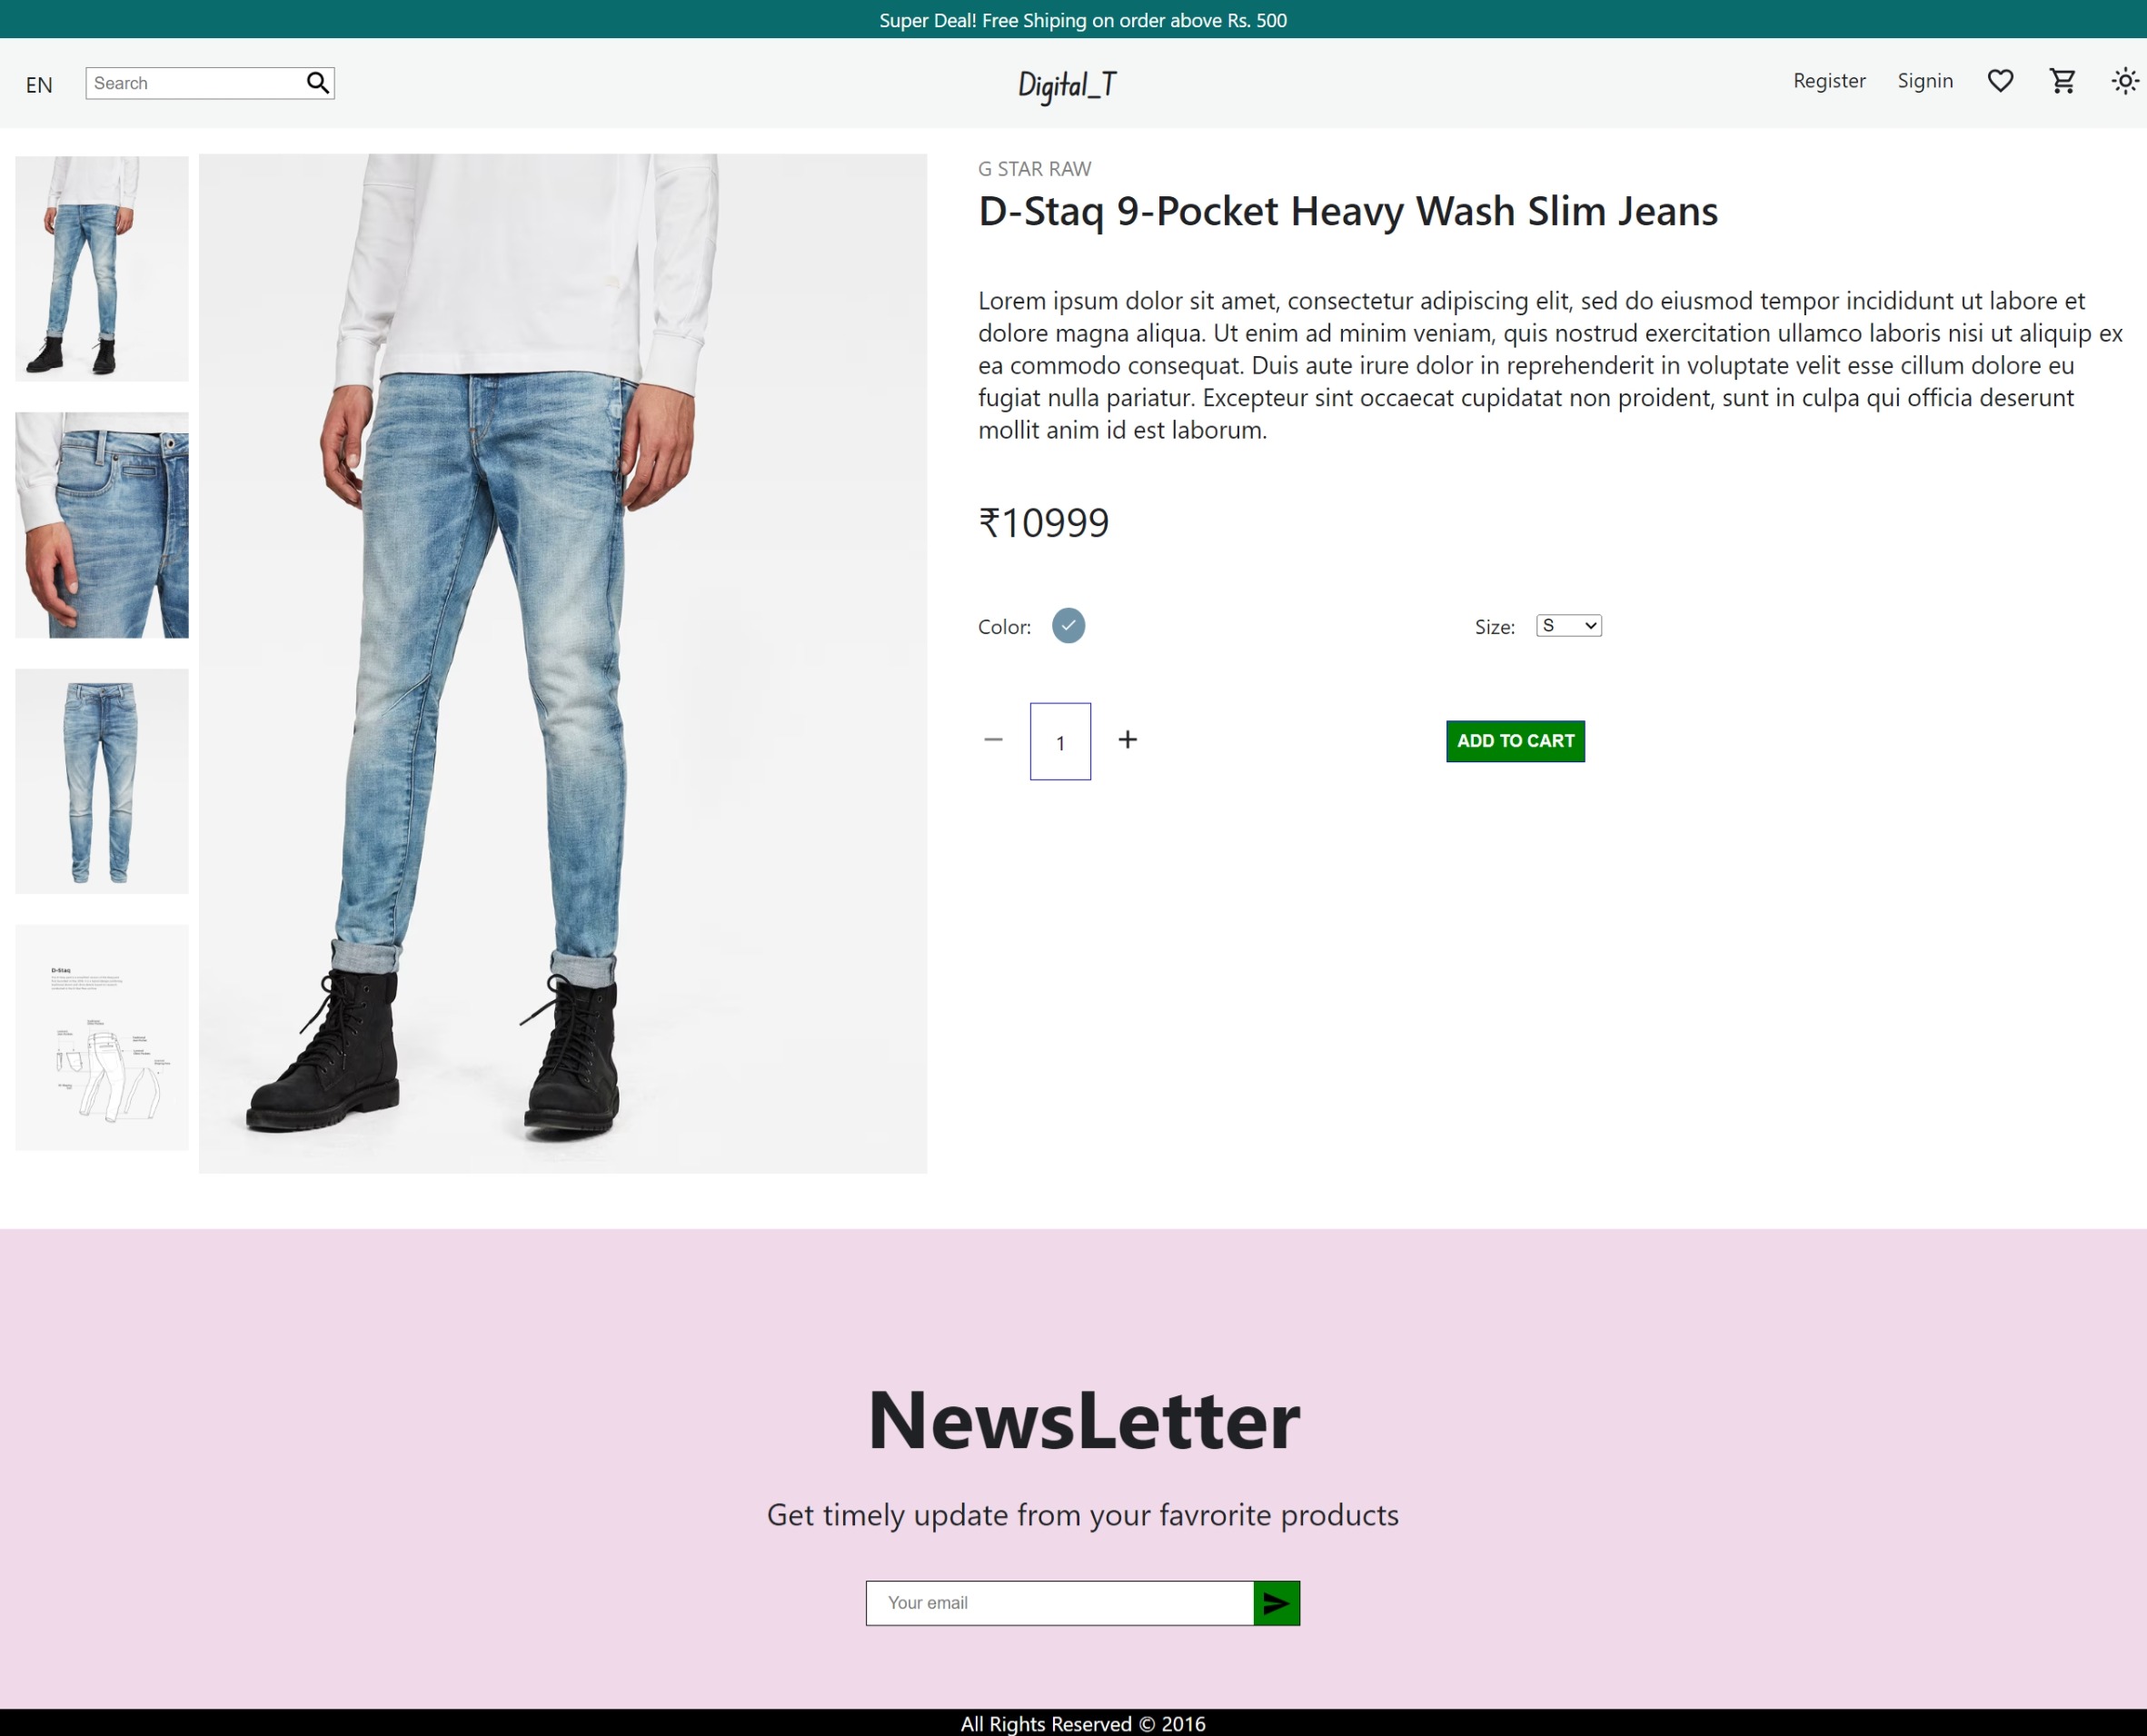 Super Deal! Free Shiping on order above Rs. 500
EN
Search
Digital_T
Register
Signin
G STAR RAW
D-Staq 9-Pocket Heavy Wash Slim Jeans
Lorem ipsum dolor sit amet, consectetur adipiscing elit, sed do eiusmod tempor incididunt ut labore et
dolore magna aliqua. Ut enim ad minim veniam, quis nostrud exercitation ullamco laboris nisi ut aliquip ex
ea commodo consequat. Duis aute irure dolor in reprehenderit in voluptate velit esse cillum dolore eu
fugiat nulla pariatur. Excepteur sint occaecat cupidatat non proident, sunt in culpa qui officia deserunt
mollit anim id est laborum.
₹10999
Color:
Size:
S
1
ADD TO CART
D-Staq
NewsLetter
Get timely update from your favrorite products
Your email
All Rights Reserved © 2016